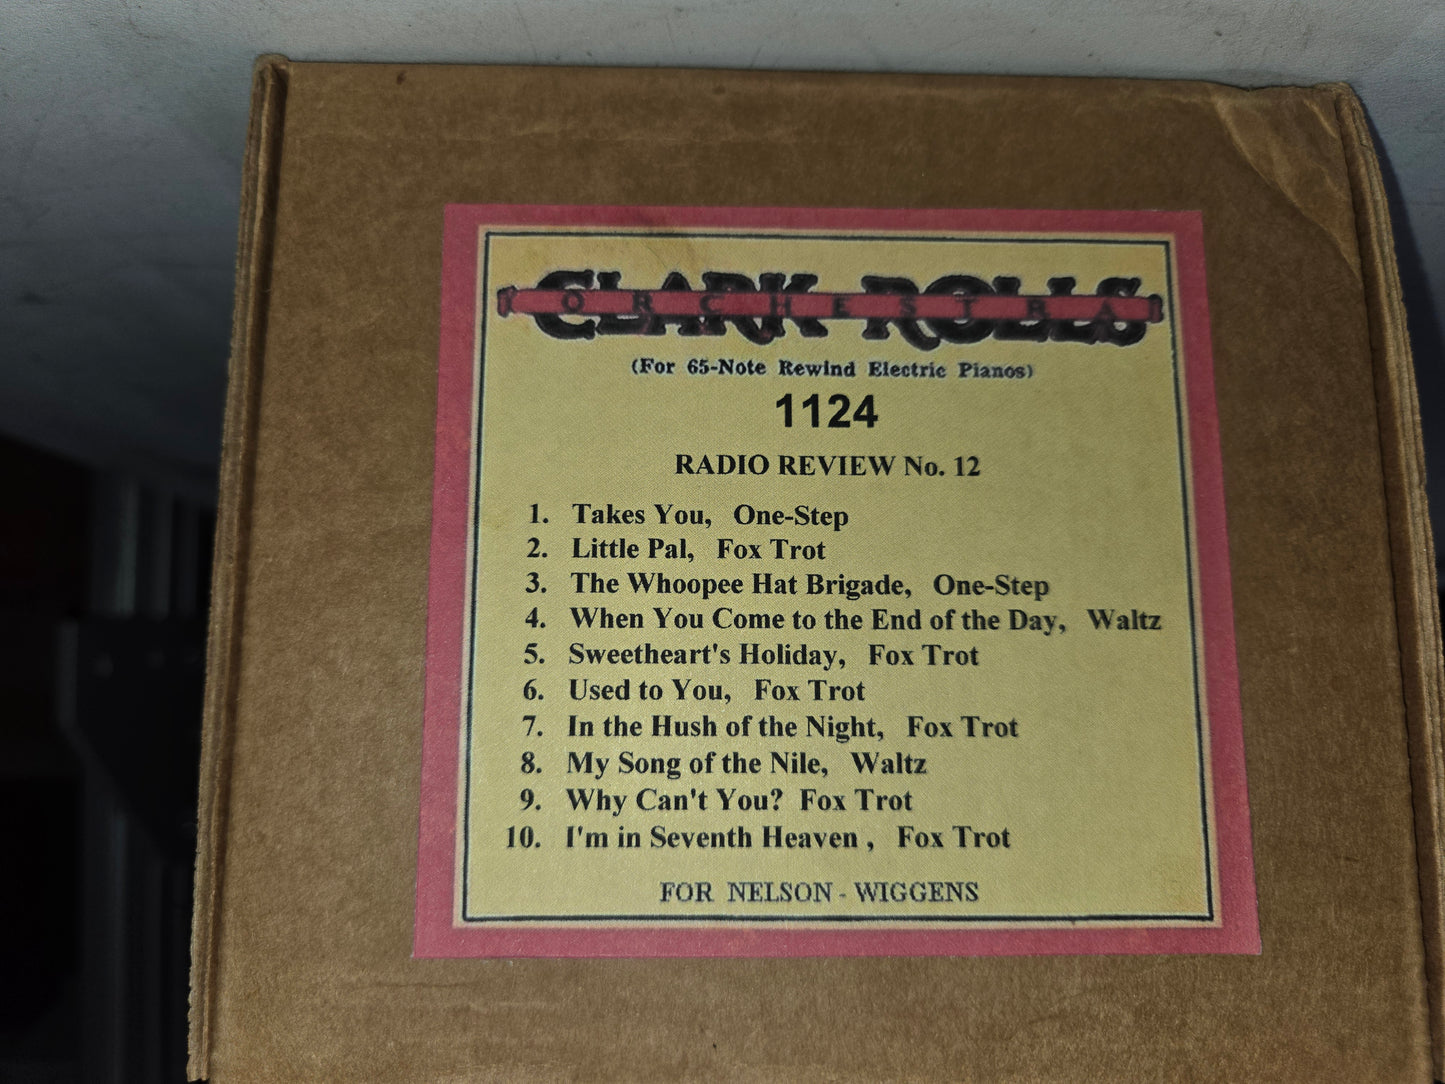 CLARK ROLLS
ORCHESTRA
(For 65-Note Rewind Electric Pianos)
1124
RADIO REVIEW No. 12
1. Takes You, One-Step
2. Little Pal, Fox Trot
3. The Whoopee Hat Brigade, One-Step
4. When You Come to the End of the Day, Waltz
5. Sweetheart's Holiday, Fox Trot
6. Used to You, Fox Trot
7. In the Hush of the Night, Fox Trot
8. My Song of the Nile, Waltz
9. Why Can't You? Fox Trot
10. I'm in Seventh Heaven , Fox Trot
FOR NELSON - WIGGENS